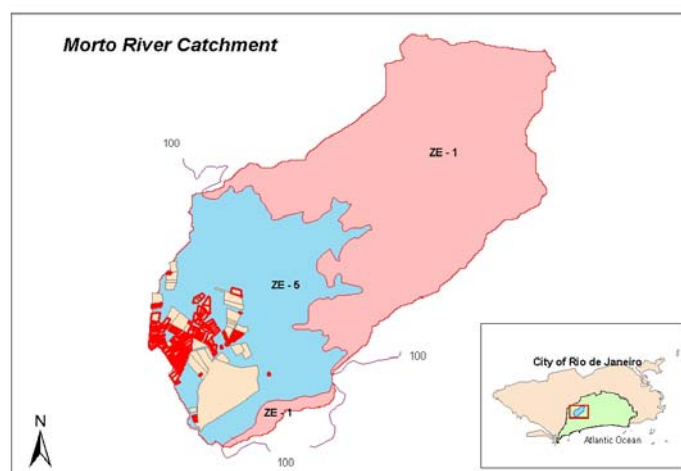 Morto River Catchment
100
ZE - 1
ZE - 5
100
ZE - 1
100
N
City of Rio de Janeiro
Atlantic Ocean